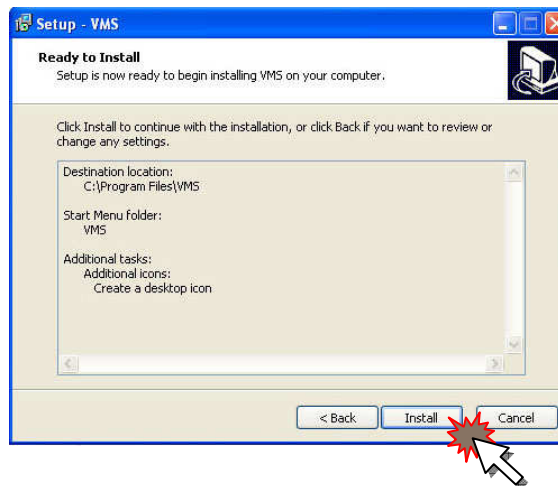 Setup - VMS
Ready to Install
Setup is now ready to begin installing VMS on your computer.
Click Install to continue with the installation, or click Back if you want to review or
change any settings.
Destination location:
C:\Program Files\VMS
Start Menu folder:
VMS
Additional tasks:
Additional icons:
Create a desktop icon
< Back
Install
Cancel